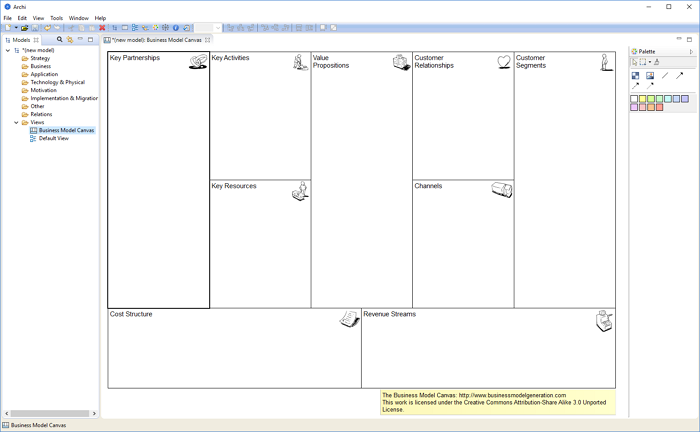 Archi
File Edit View Tools Window Help
Models
*(new model): Business Model Canvas
*(new model)
Strategy
Business
Application
Technology & Physical
Motivation
Implementation & Migration
Other
Relations
Views
Business Model Canvas
Default View
Key Partnerships
Key Activities
Value
Propositions
Customer
Relationships
Customer
Segments
Key Resources
Channels
Cost Structure
Revenue Streams
The Business Model Canvas: http://www.businessmodelgeneration.com
This work is licensed under the Creative Commons Attribution-Share Alike 3.0 Unported
License.
Palette
Business Model Canvas